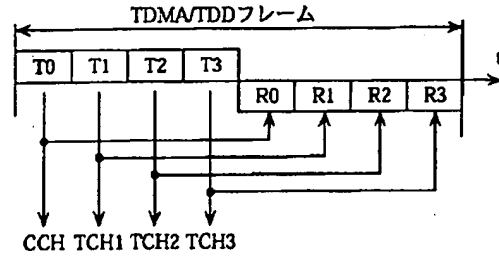 TDMA/TDDフレーム
T0 T1 T2 T3
t
R0 R1 R2 R3
CCH TCH1 TCH2 TCH3